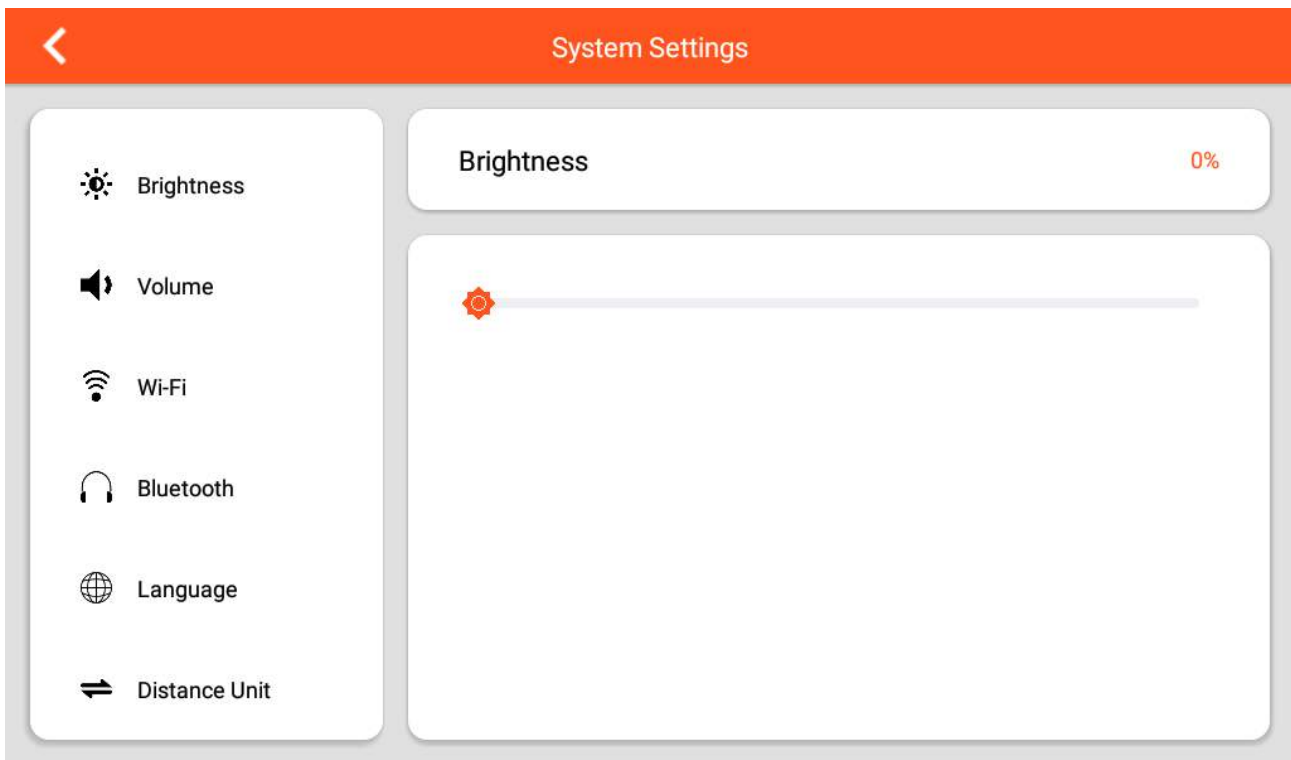 System Settings
Brightness
Volume
Wi-Fi
Bluetooth
Language
Distance Unit
Brightness
0%